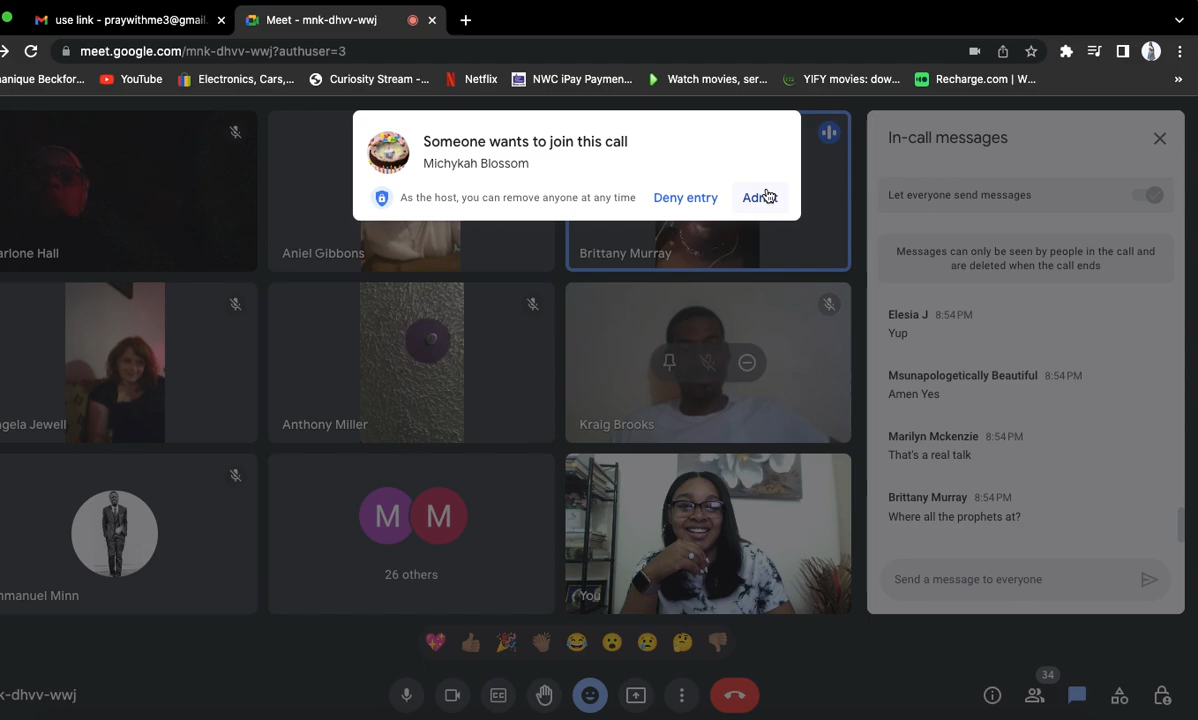 use link - praywithme3@gmail.
Meet - mnk-dhvv-wwj
meet.google.com/mnk-dhvv-wwj?authuser=3
anique Beckfor...
YouTube
Electronics, Cars,...
Curiosity Stream -...
Netflix
NWC iPay Paymen...
Watch movies, ser...
YIFY movies: dow...
Recharge.com | W...
Someone wants to join this call
Michykah Blossom
As the host, you can remove anyone at any time
Deny entry
Admit
arlone Hall
Aniel Gibbons
Brittany Murray
ngela Jewell
Anthony Miller
Kraig Brooks
mmanuel Minn
M M
26 others
You
In-call messages
Let everyone send messages
Messages can only be seen by people in the call and
are deleted when the call ends
Elesia J 8:54 PM
Yup
Msunapologetically Beautiful 8:54 PM
Amen Yes
Marilyn Mckenzie 8:54 PM
That's a real talk
Brittany Murray 8:54 PM
Where all the prophets at?
Send a message to everyone
k-dhvv-wwj
34